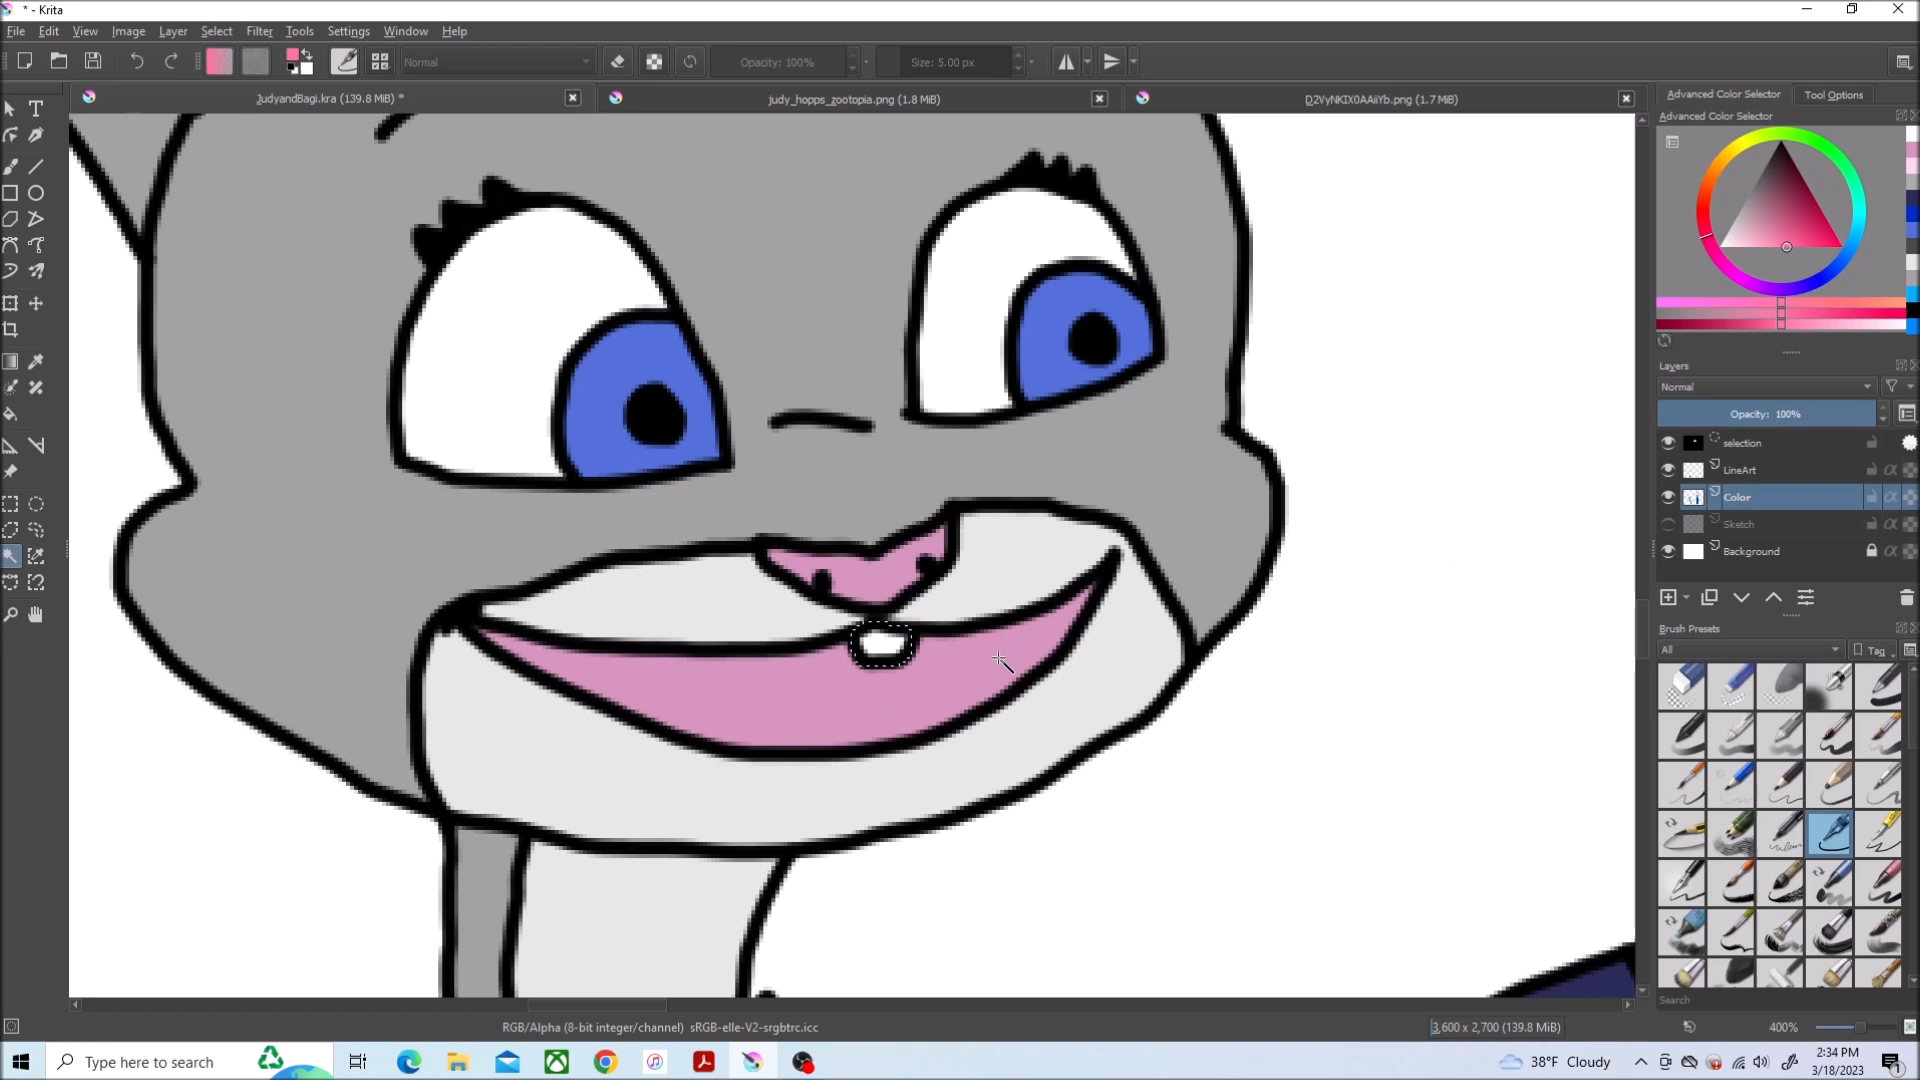 * - Krita
File Edit View Image Layer Select Filter Tools Settings Window Help
Normal Opacity: 100% Size: 5.00 px
JudyandBagi.kra (139.8 MiB) * judy_hopps_zootopia.png (1.8 MiB) D2VyNKIX0AAiiYb.png (1.7 MiB)
Advanced Color Selector Tool Options
Advanced Color Selector
Layers
Normal
Opacity: 100%
selection
LineArt
Color
Sketch
Background
Brush Presets
All Tag
Search
RGB/Alpha (8-bit integer/channel) sRGB-elle-V2-srgbtrc.icc 3,600 x 2,700 (139.8 MiB) 400%
Type here to search 38°F Cloudy 2:34 PM
3/18/2023
1